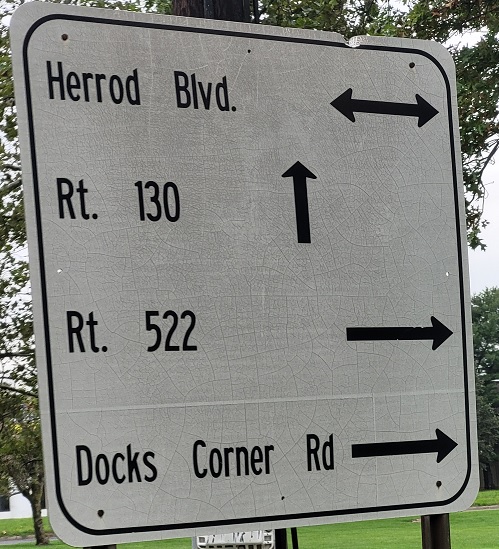 Herrod Blvd.
Rt. 130
Rt. 522
Docks Corner Rd